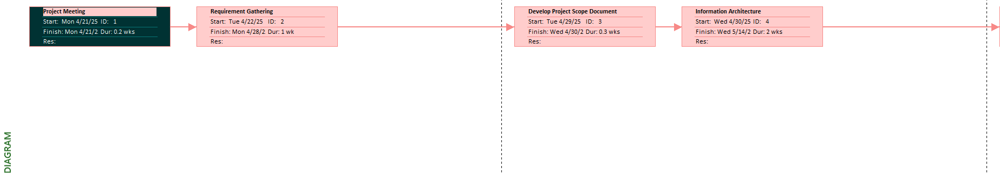 Project Meeting
Start: Mon 4/21/25 ID: 1
Finish: Mon 4/21/2 Dur: 0.2 wks
Res:
Requirement Gathering
Start: Tue 4/22/25 ID: 2
Finish: Mon 4/28/2 Dur: 1 wk
Res:
Develop Project Scope Document
Start: Tue 4/29/25 ID: 3
Finish: Wed 4/30/2 Dur: 0.3 wks
Res:
Information Architecture
Start: Wed 4/30/25 ID: 4
Finish: Wed 5/14/2 Dur: 2 wks
Res:
DIAGRAM